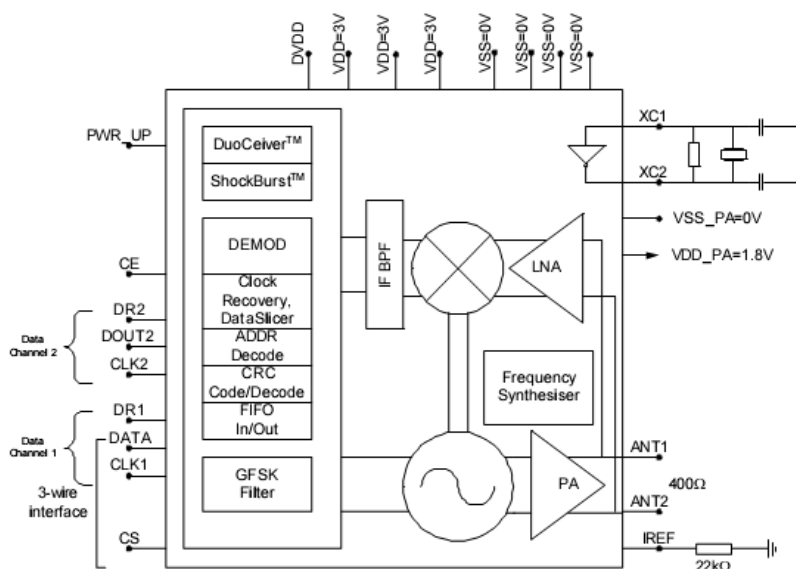 DVDD
VDD=3V
VDD=3V
VDD=3V
VSS=0V
VSS=0V
VSS=0V
VSS=0V
PWR_UP
CE
DR2
DOUT2
CLK2
Data
Channel 2
DR1
DATA
CLK1
Data
Channel 1
3-wire
interface
CS
DuoCeiver™
ShockBurst™
DEMOD
Clock
Recovery,
DataSlicer
ADDR
Decode
CRC
Code/Decode
FIFO
In/Out
GFSK
Filter
IF BPF
LNA
Frequency
Synthesiser
PA
XC1
XC2
VSS_PA=0V
VDD_PA=1.8V
ANT1
400Ω
ANT2
IREF
22kΩ